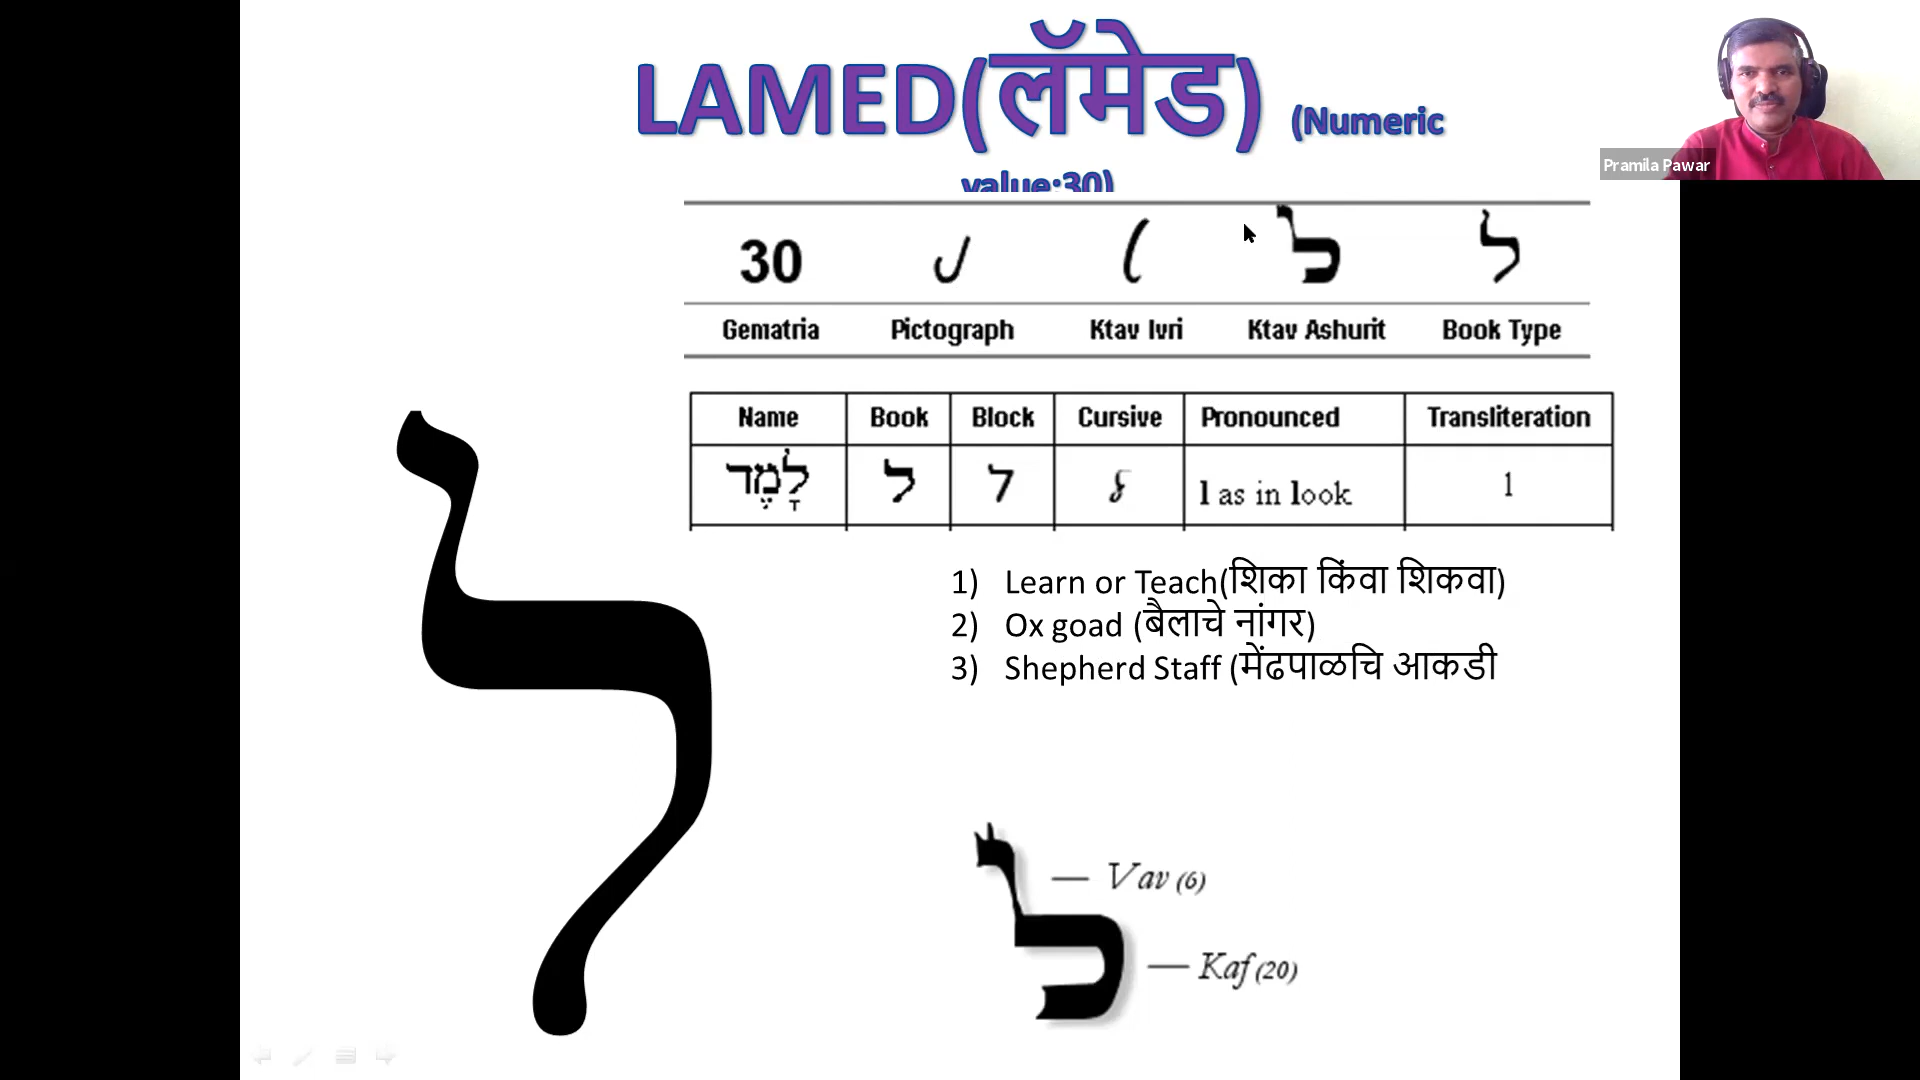 LAMED(लॅमेड) (Numeric
value:30)
Pramila Pawar
30 ל
Gematria Pictograph Ktav Ivri Ktav Ashurit Book Type
Name Book Block Cursive Pronounced Transliteration
לָמֶד ל ל l as in look l
1) Learn or Teach(शिका किंवा शिकवा)
2) Ox goad (बैलाचे नांगर)
3) Shepherd Staff (मेंढपाळचि आकडी
ל
— Vav (6)
— Kaf (20)